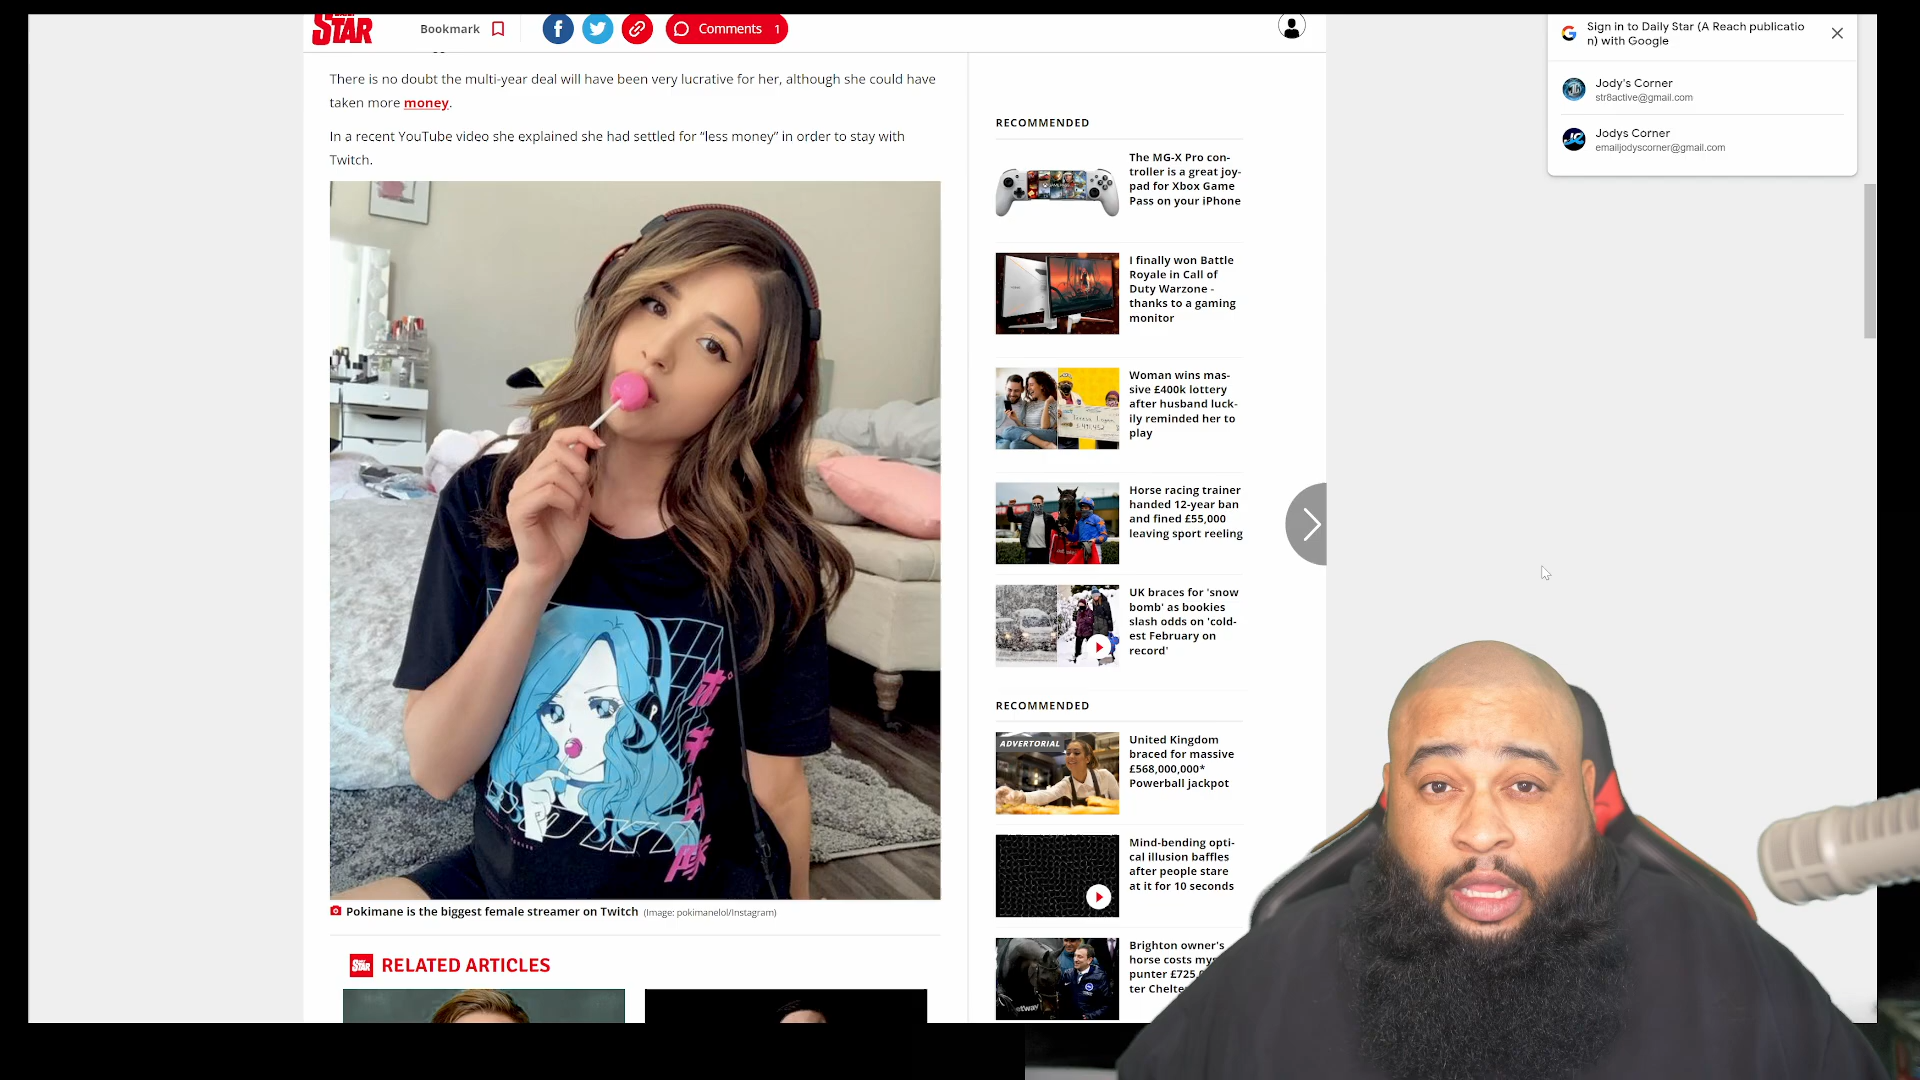 STAR
Bookmark
Comments 1
Sign in to Daily Star (A Reach publicatio
n) with Google
Jody's Corner
str8active@gmail.com
Jodys Corner
emailjodyscorner@gmail.com
There is no doubt the multi-year deal will have been very lucrative for her, although she could have
taken more money.
In a recent YouTube video she explained she had settled for “less money” in order to stay with
Twitch.
Pokimane is the biggest female streamer on Twitch (Image: pokimanelol/Instagram)
STAR
RELATED ARTICLES
RECOMMENDED
The MG-X Pro con-
troller is a great joy-
pad for Xbox Game
Pass on your iPhone
I finally won Battle
Royale in Call of
Duty Warzone -
thanks to a gaming
monitor
Woman wins mas-
sive £400k lottery
after husband luck-
ily reminded her to
play
Horse racing trainer
handed 12-year ban
and fined £55,000
leaving sport reeling
UK braces for 'snow
bomb' as bookies
slash odds on 'cold-
est February on
record'
RECOMMENDED
ADVERTORIAL
United Kingdom
braced for massive
£568,000,000*
Powerball jackpot
Mind-bending opti-
cal illusion baffles
after people stare
at it for 10 seconds
Brighton owner's
horse costs
punter £725,
ter Chelte